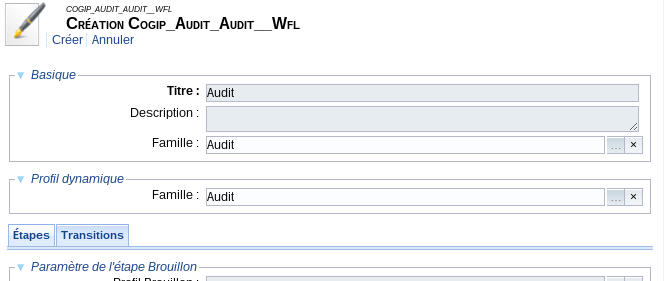 COGIP_AUDIT_AUDIT__WFL
Création Cogip_Audit_Audit__Wfl
Créer Annuler
Basique
Titre : Audit
Description :
Famille : Audit ... ×
Profil dynamique
Famille : Audit ... ×
Étapes Transitions
Paramètre de l'étape Brouillon
Profil Brouillon :